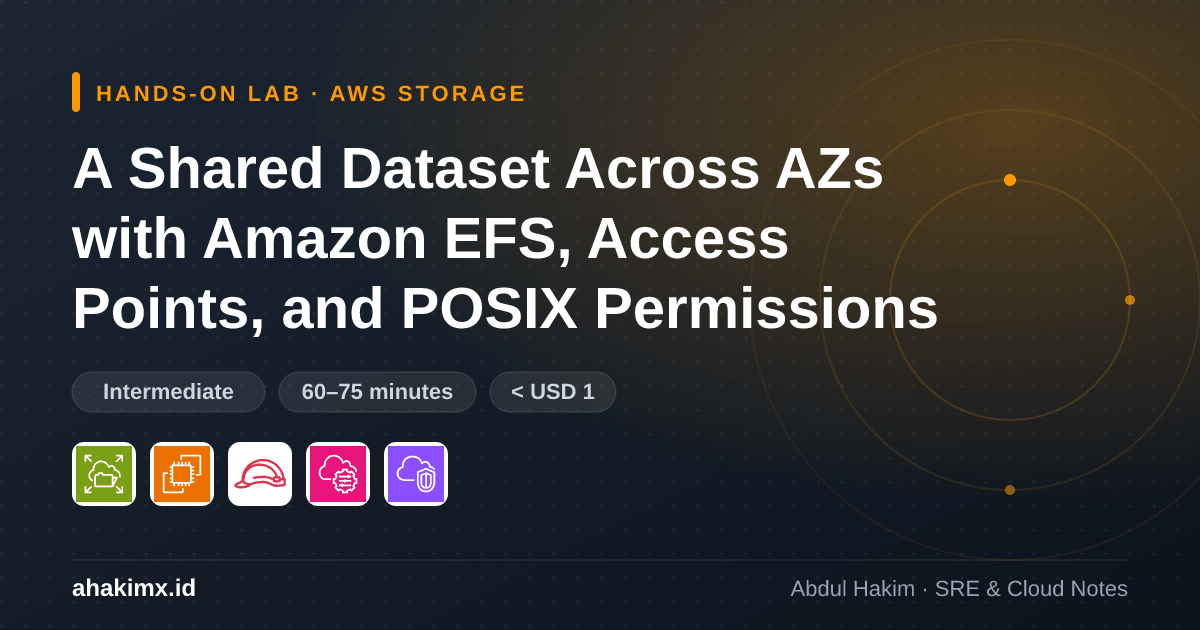 HANDS-ON LAB · AWS STORAGE
A Shared Dataset Across AZs
with Amazon EFS, Access
Points, and POSIX Permissions
Intermediate 60–75 minutes < USD 1
ahakimx.id Abdul Hakim · SRE & Cloud Notes